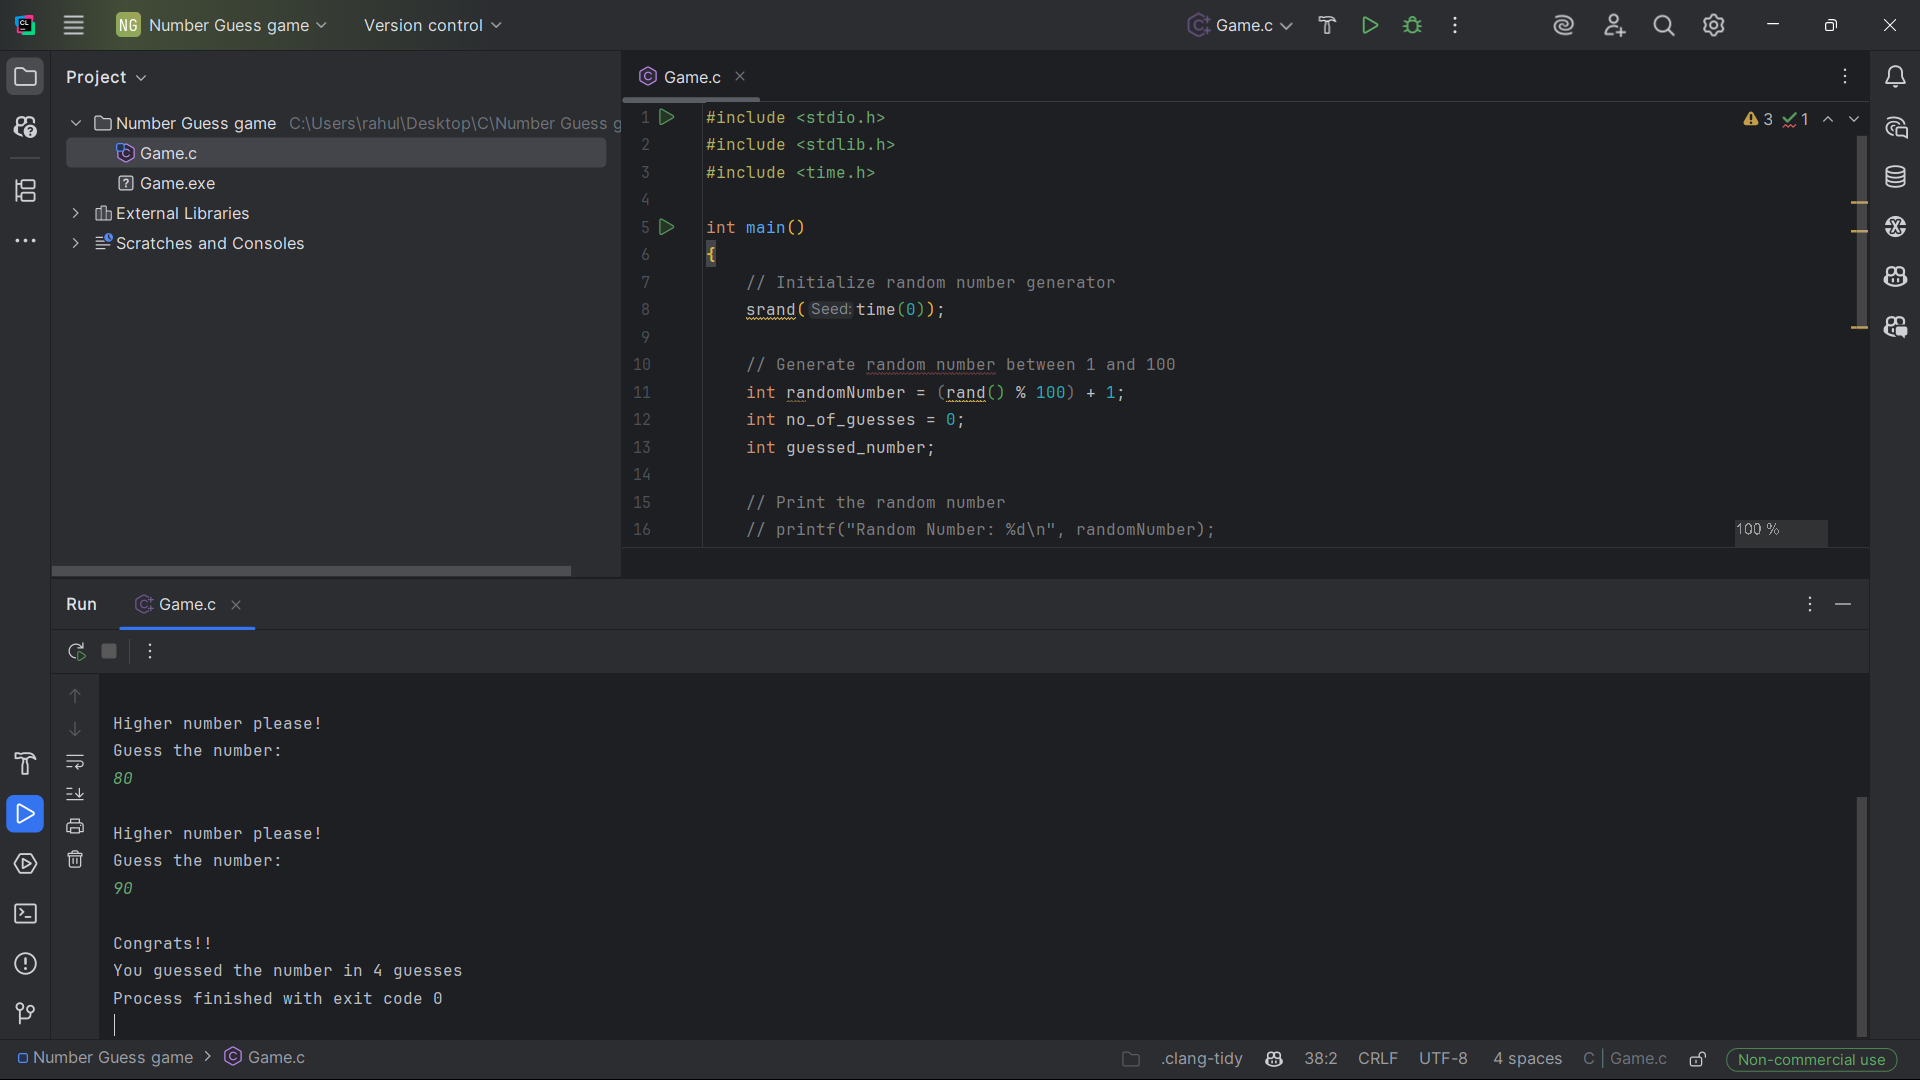 NG Number Guess game Version control Game.c
Project
Number Guess game C:\Users\rahul\Desktop\C\Number Guess g
Game.c
Game.exe
External Libraries
Scratches and Consoles
Game.c
3 1
1 #include <stdio.h>
2 #include <stdlib.h>
3 #include <time.h>
4
5 int main()
6 {
7 // Initialize random number generator
8 srand( Seed: time(0));
9
10 // Generate random number between 1 and 100
11 int randomNumber = (rand() % 100) + 1;
12 int no_of_guesses = 0;
13 int guessed_number;
14
15 // Print the random number
16 // printf("Random Number: %d\n", randomNumber);
100 %
Run Game.c
Higher number please!
Guess the number:
80
Higher number please!
Guess the number:
90
Congrats!!
You guessed the number in 4 guesses
Process finished with exit code 0
Number Guess game > Game.c .clang-tidy 38:2 CRLF UTF-8 4 spaces C | Game.c Non-commercial use